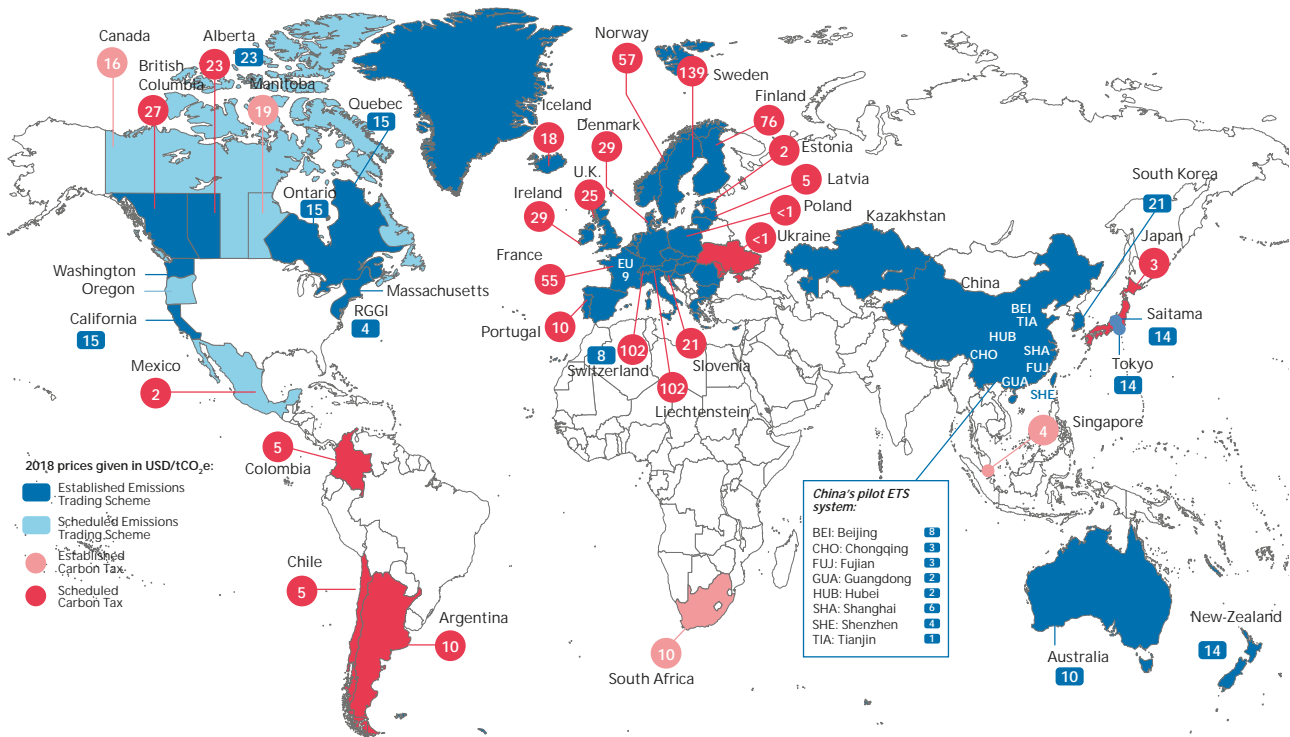 Canada
16
British
Columbia
27
Alberta
23
23
Manitoba
19
Quebec
15
Ontario
15
Washington
Oregon
California
15
Massachusetts
RGGI
4
Mexico
2
Colombia
5
Chile
5
Argentina
10
Iceland
18
Norway
57
139
Sweden
Finland
76
Denmark
29
2
Estonia
U.K.
25
5
Latvia
Ireland
29
<1
Poland
<1
Ukraine
France
55
EU
9
Portugal
10
8
102
Switzerland
102
Liechtenstein
21
Slovenia
Kazakhstan
China
BEI
TIA
HUB
CHO
SHA
FUJ
GUA
SHE
South Korea
21
Japan
3
Saitama
14
Tokyo
14
Singapore
4
South Africa
10
Australia
10
New-Zealand
14
2018 prices given in USD/tCO₂e:
Established Emissions
Trading Scheme
Scheduled Emissions
Trading Scheme
Established
Carbon Tax
Scheduled
Carbon Tax
China's pilot ETS
system:
BEI: Beijing 8
CHO: Chongqing 3
FUJ: Fujian 3
GUA: Guangdong 2
HUB: Hubei 2
SHA: Shanghai 6
SHE: Shenzhen 4
TIA: Tianjin 1